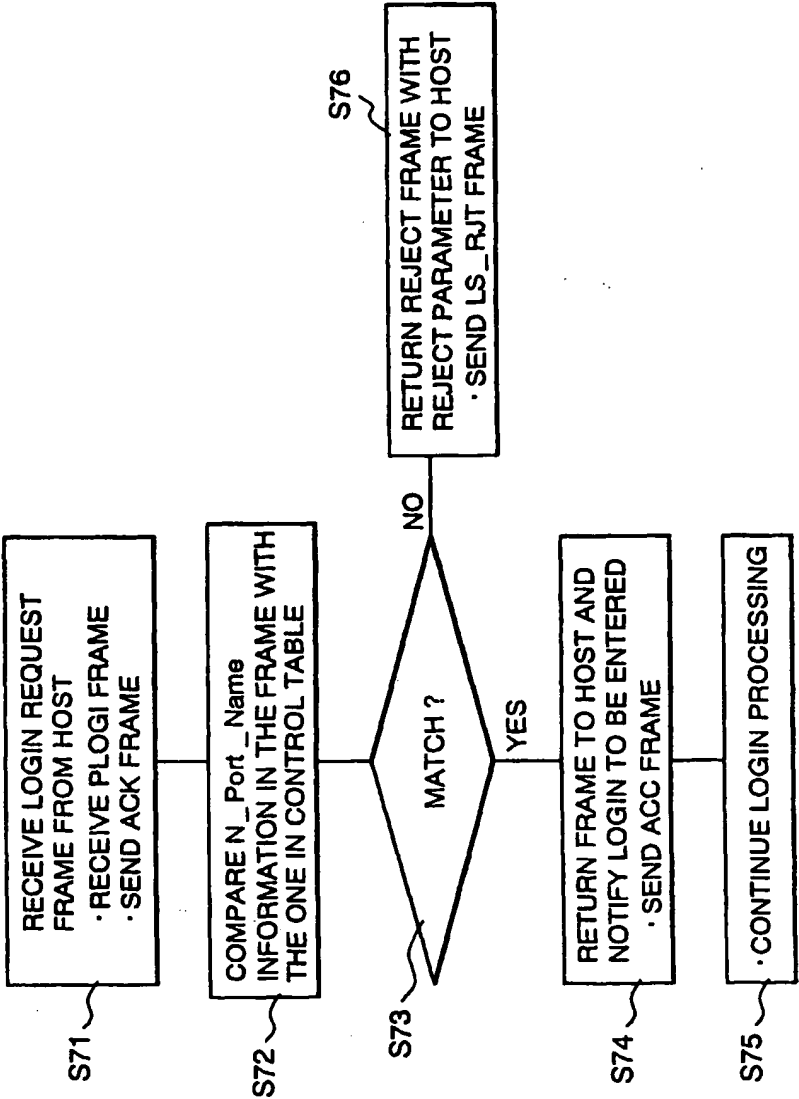 S71
RECEIVE LOGIN REQUEST
FRAME FROM HOST
· RECEIVE PLOGI FRAME
· SEND ACK FRAME
S72
COMPARE N_Port_Name
INFORMATION IN THE FRAME WITH
THE ONE IN CONTROL TABLE
S73
MATCH ?
NO
S76
RETURN REJECT FRAME WITH
REJECT PARAMETER TO HOST
· SEND LS_RJT FRAME
YES
S74
RETURN FRAME TO HOST AND
NOTIFY LOGIN TO BE ENTERED
· SEND ACC FRAME
S75
· CONTINUE LOGIN PROCESSING